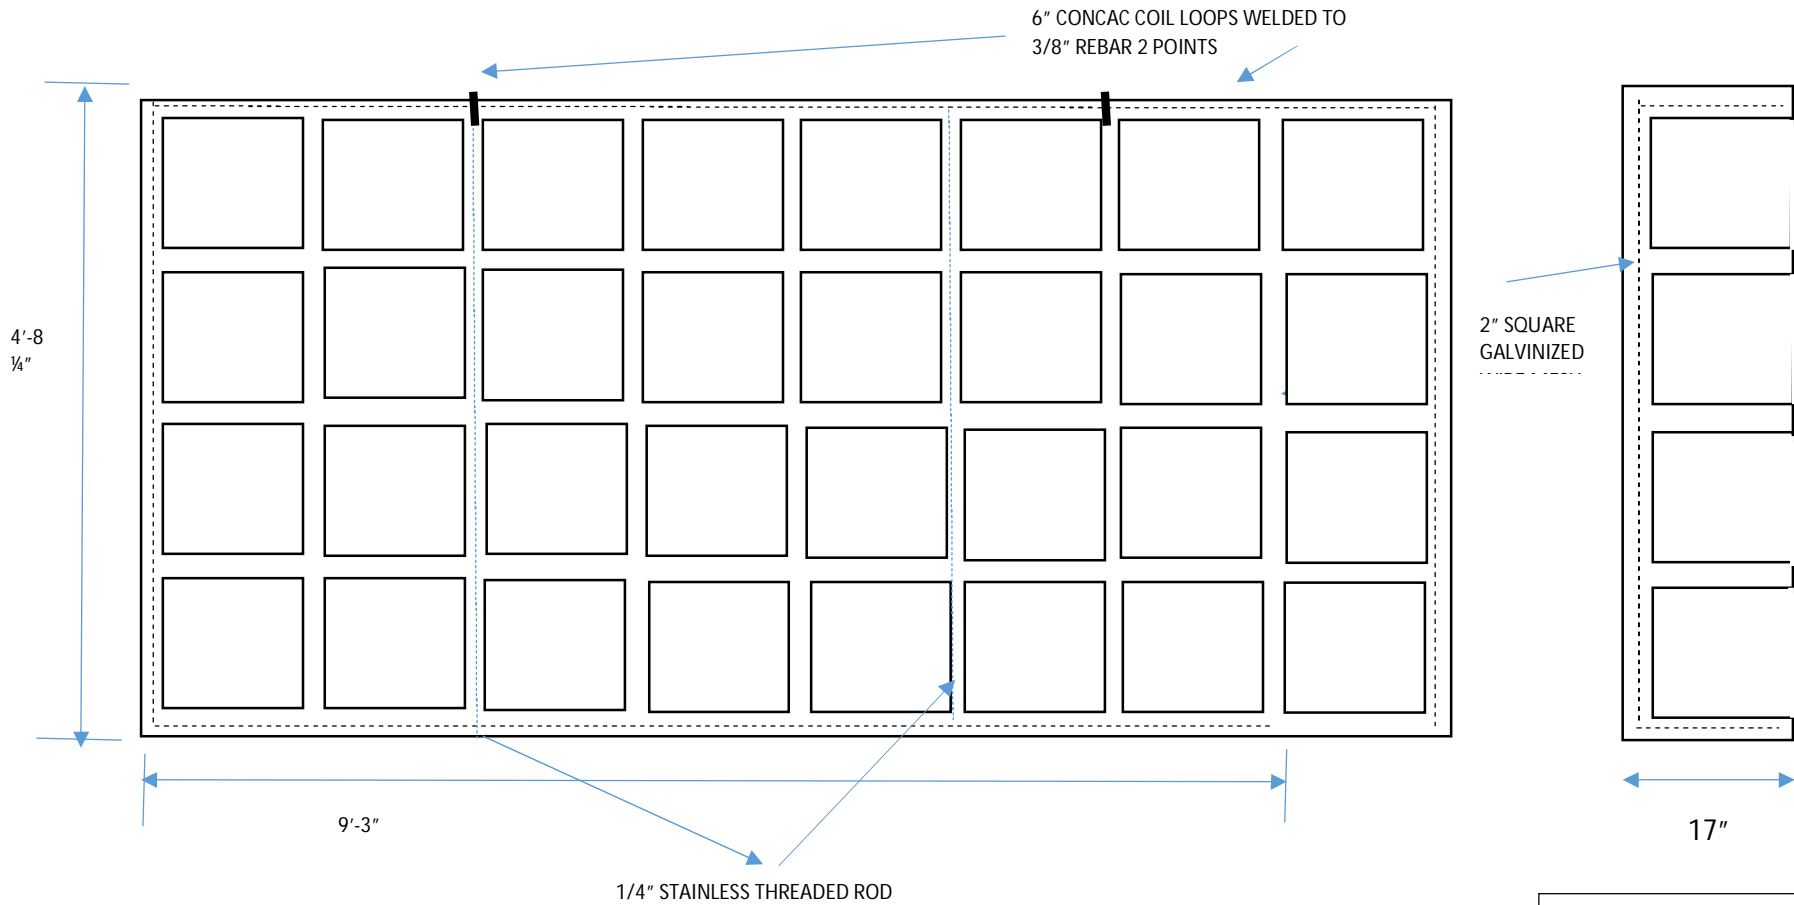 6" CONCAC COIL LOOPS WELDED TO
3/8" REBAR 2 POINTS
4'-8
¼"
2" SQUARE
GALVINIZED
9'-3"
17"
1/4" STAINLESS THREADED ROD